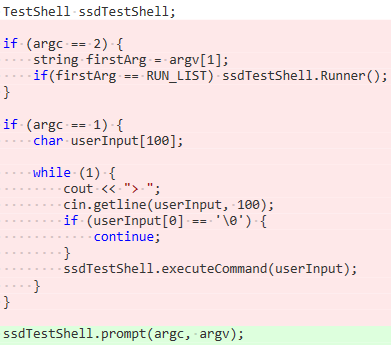 TestShell ssdTestShell;
if (argc == 2) {
    string firstArg = argv[1];
    if(firstArg == RUN_LIST) ssdTestShell.Runner();
}
if (argc == 1) {
    char userInput[100];
    while (1) {
        cout << "> ";
        cin.getline(userInput, 100);
        if (userInput[0] == '\0') {
            continue;
        }
        ssdTestShell.executeCommand(userInput);
    }
}
ssdTestShell.prompt(argc, argv);